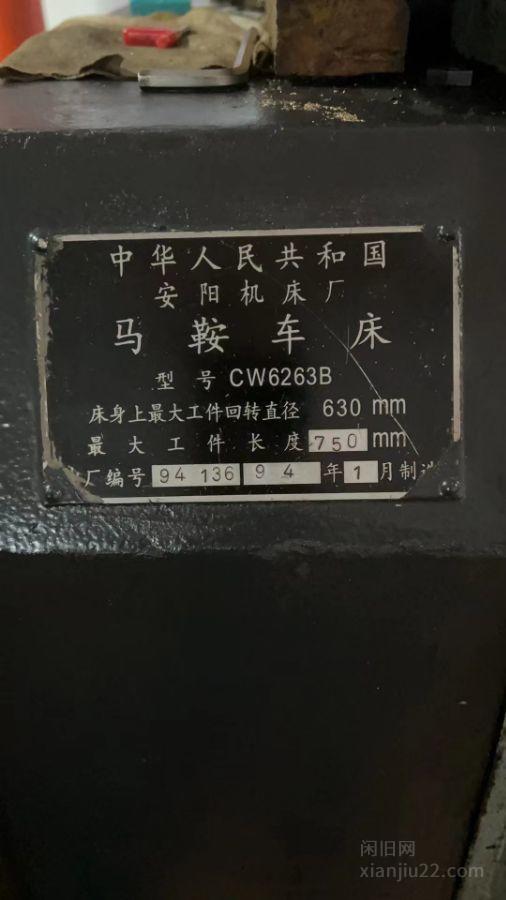 中华人民共和国
安阳机床厂
马鞍车床
型号 CW6263B
床身上最大工件回转直径 630 mm
最大工件长度 750 mm
厂编号 94 136 94 年 1 月制
闲旧网
xianjiu22.com